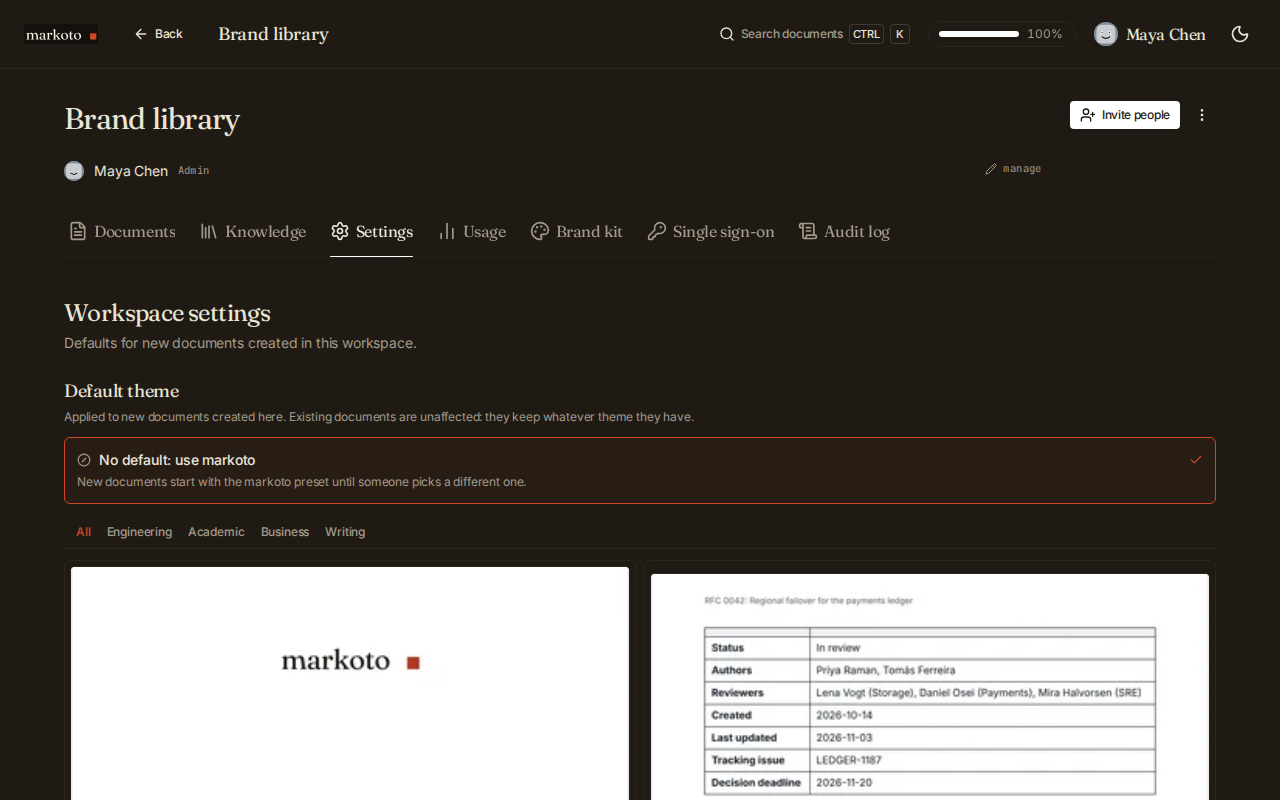 markoto
Back
Brand library
Search documents CTRL K
100%
Maya Chen
Brand library
Invite people
Maya Chen Admin
manage
Documents Knowledge Settings Usage Brand kit Single sign-on Audit log
Workspace settings
Defaults for new documents created in this workspace.
Default theme
Applied to new documents created here. Existing documents are unaffected: they keep whatever theme they have.
No default: use markoto
New documents start with the markoto preset until someone picks a different one.
All Engineering Academic Business Writing
markoto
RFC 0042: Regional failover for the payments ledger
Status In review
Authors Priya Raman, Tomás Ferreira
Reviewers Lena Vogt (Storage), Daniel Osei (Payments), Mira Halvorsen (SRE)
Created 2026-10-14
Last updated 2026-11-03
Tracking issue LEDGER-1187
Decision deadline 2026-11-20